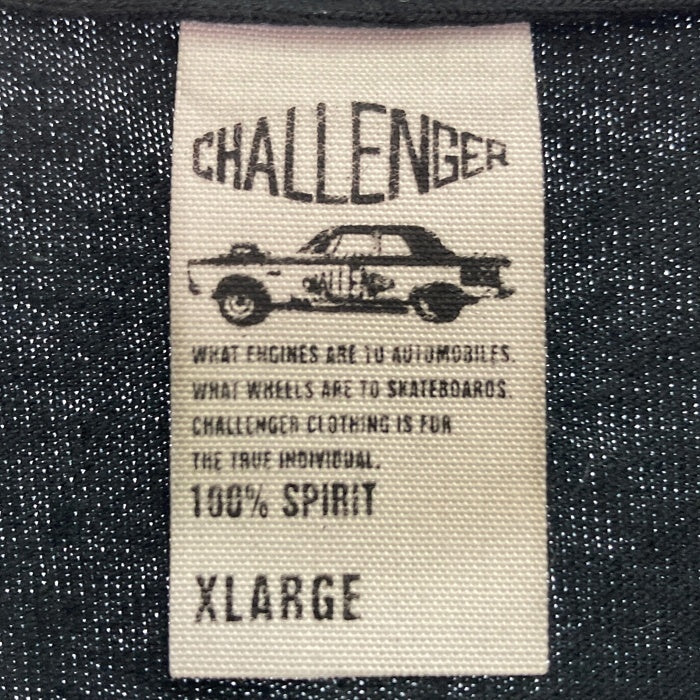 CHALLENGER
CHALLENGER
WHAT ENGINES ARE TO AUTOMOBILES.
WHAT WHEELS ARE TO SKATEBOARDS.
CHALLENGER CLOTHING IS FOR
THE TRUE INDIVIDUAL.
100% SPIRIT
XLARGE